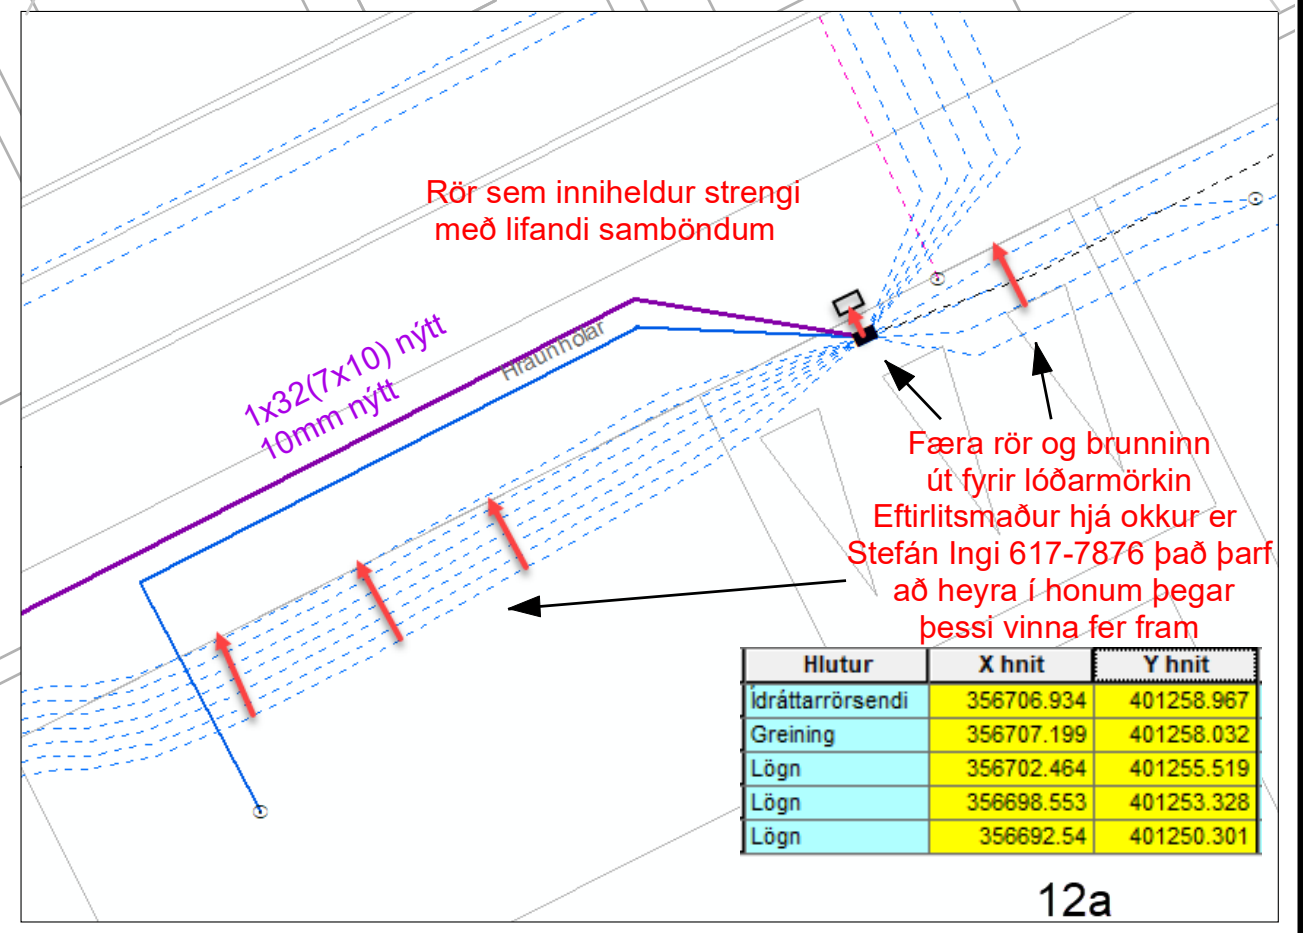 Rör sem inniheldur strengi
með lifandi samböndum
1x32(7x10) nýtt
10mm nýtt
Hraunhólar
Færa rör og brunninn
út fyrir lóðarmörkin
Eftirlitsmaður hjá okkur er
Stefán Ingi 617-7876 það þarf
að heyra í honum þegar
þessi vinna fer fram
Hlutur X hnit Y hnit
Ídráttarrörsendi 356706.934 401258.967
Greining 356707.199 401258.032
Lögn 356702.464 401255.519
Lögn 356698.553 401253.328
Lögn 356692.54 401250.301
12a